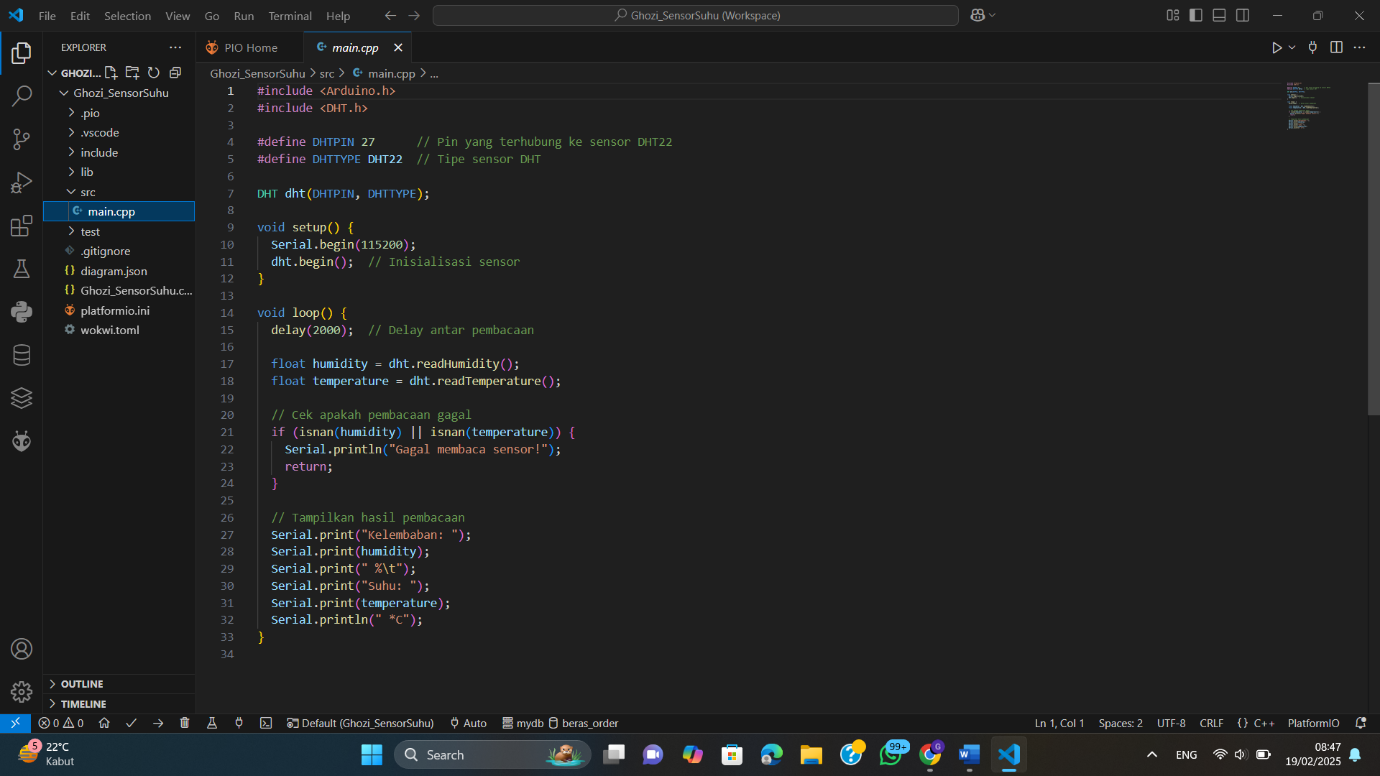 File Edit Selection View Go Run Terminal Help
Ghozi_SensorSuhu (Workspace)
EXPLORER
GHOZI...
Ghozi_SensorSuhu
.pio
.vscode
include
lib
src
main.cpp
test
.gitignore
diagram.json
Ghozi_SensorSuhu.c...
platformio.ini
wokwi.toml
OUTLINE
TIMELINE
PIO Home
main.cpp
Ghozi_SensorSuhu > src > main.cpp > ...
1 #include <Arduino.h>
2 #include <DHT.h>
3
4 #define DHTPIN 27      // Pin yang terhubung ke sensor DHT22
5 #define DHTTYPE DHT22  // Tipe sensor DHT
6
7 DHT dht(DHTPIN, DHTTYPE);
8
9 void setup() {
10   Serial.begin(115200);
11   dht.begin();  // Inisialisasi sensor
12 }
13
14 void loop() {
15   delay(2000);  // Delay antar pembacaan
16
17   float humidity = dht.readHumidity();
18   float temperature = dht.readTemperature();
19
20   // Cek apakah pembacaan gagal
21   if (isnan(humidity) || isnan(temperature)) {
22     Serial.println("Gagal membaca sensor!");
23     return;
24   }
25
26   // Tampilkan hasil pembacaan
27   Serial.print("Kelembaban: ");
28   Serial.print(humidity);
29   Serial.print(" %\t");
30   Serial.print("Suhu: ");
31   Serial.print(temperature);
32   Serial.println(" *C");
33 }
34
0 0 Default (Ghozi_SensorSuhu) Auto mydb beras_order Ln 1, Col 1 Spaces: 2 UTF-8 CRLF {} C++ PlatformIO
5 22°C
Kabut
Search
99+
G
ENG
08:47
19/02/2025